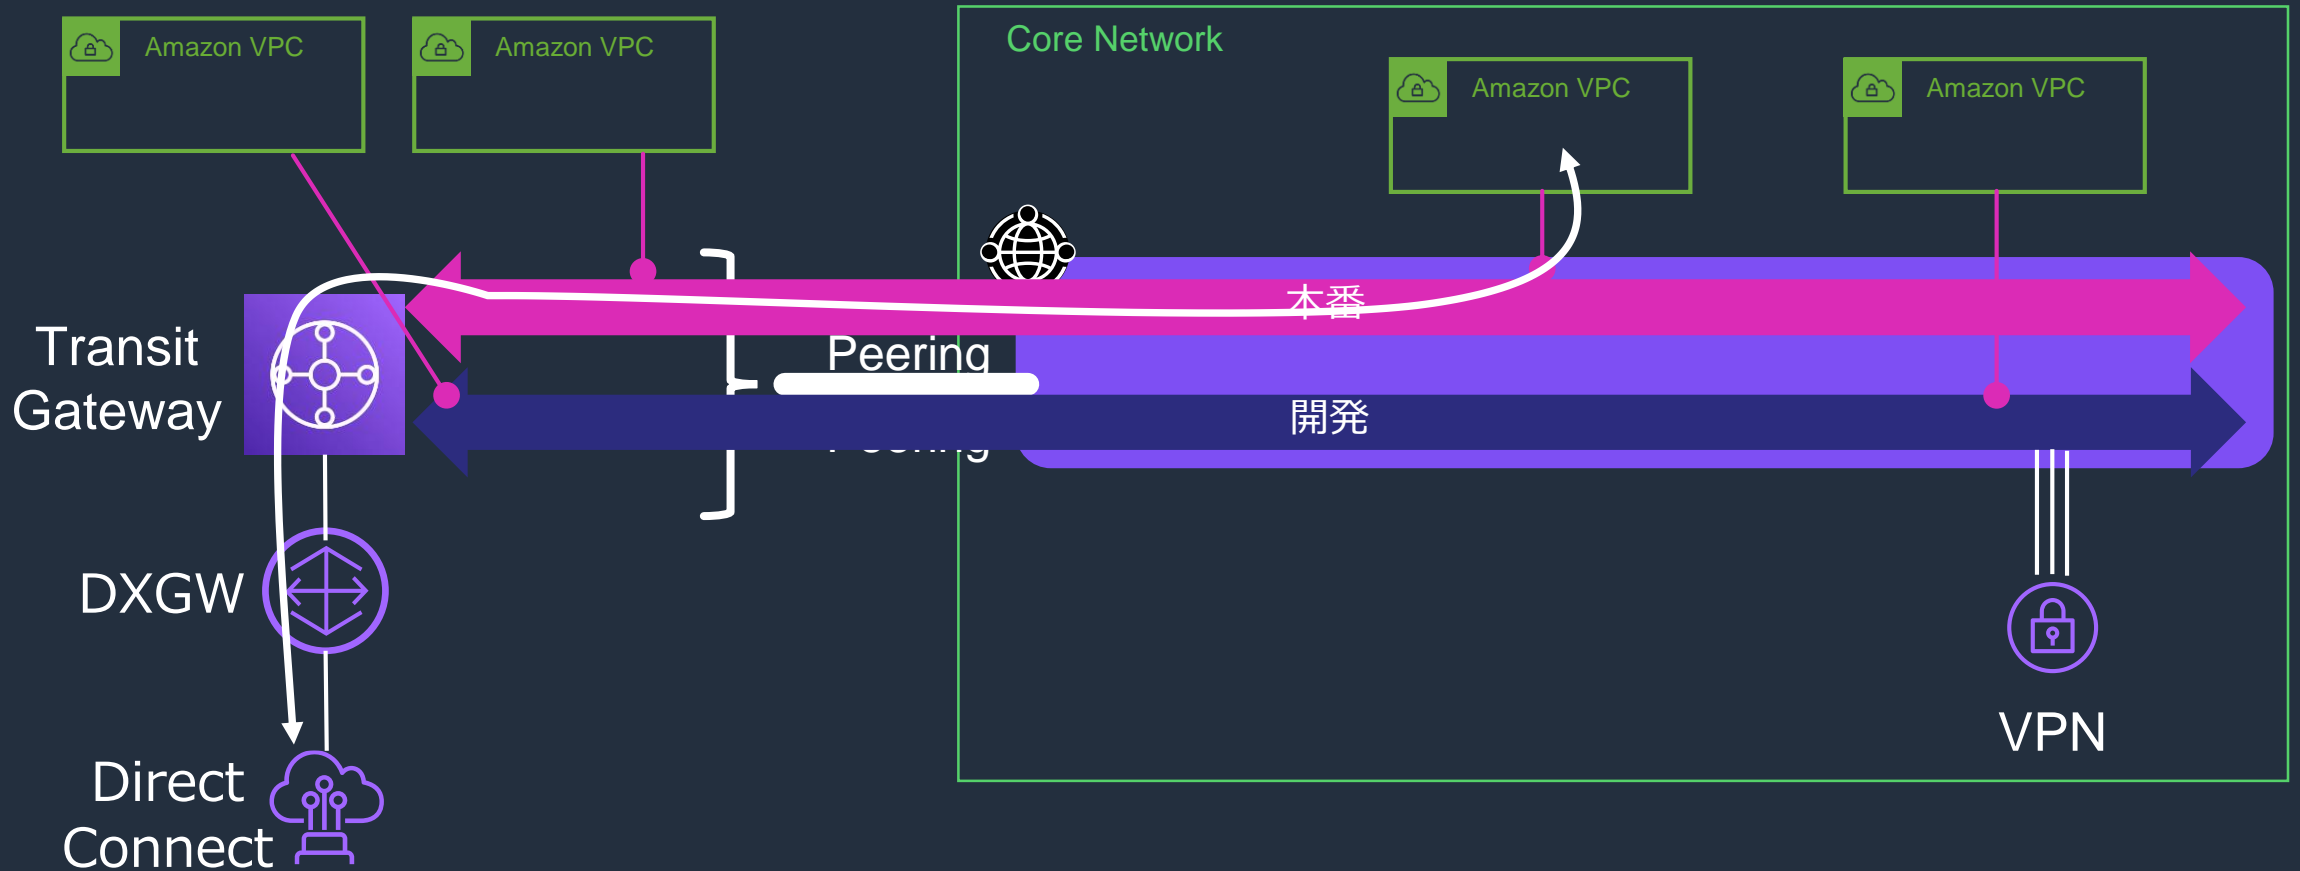 Amazon VPC
Amazon VPC
Core Network
Amazon VPC
Amazon VPC
本番
Transit
Gateway
Peering
開発
Peering
DXGW
VPN
Direct
Connect